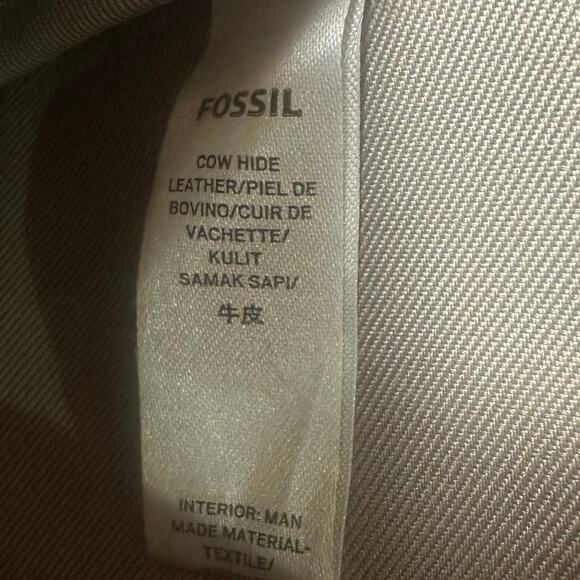 FOSSIL
COW HIDE
LEATHER/PIEL DE
BOVINO/CUIR DE
VACHETTE/
KULIT
SAMAK SAPI/
牛皮
INTERIOR: MAN
MADE MATERIAL-
TEXTILE/